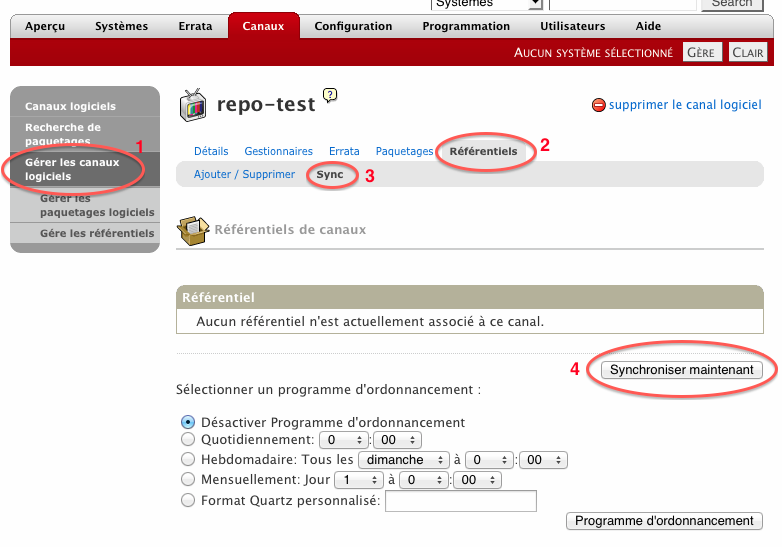 Systèmes
Search
Aperçu Systèmes Errata Canaux Configuration Programmation Utilisateurs Aide
AUCUN SYSTÈME SÉLECTIONNÉ GÈRE CLAIR
Canaux logiciels
Recherche de
paquetages
1
Gérer les canaux
logiciels
Gérer les
paquetages logiciels
Gére les référentiels
repo-test ?
supprimer le canal logiciel
Détails Gestionnaires Errata Paquetages Référentiels 2
Ajouter / Supprimer Sync 3
Référentiels de canaux
Référentiel
Aucun référentiel n'est actuellement associé à ce canal.
4 Synchroniser maintenant
Sélectionner un programme d'ordonnancement :
Désactiver Programme d'ordonnancement
Quotidiennement: 0 : 00
Hebdomadaire: Tous les dimanche à 0 : 00
Mensuellement: Jour 1 à 0 : 00
Format Quartz personnalisé:
Programme d'ordonnancement